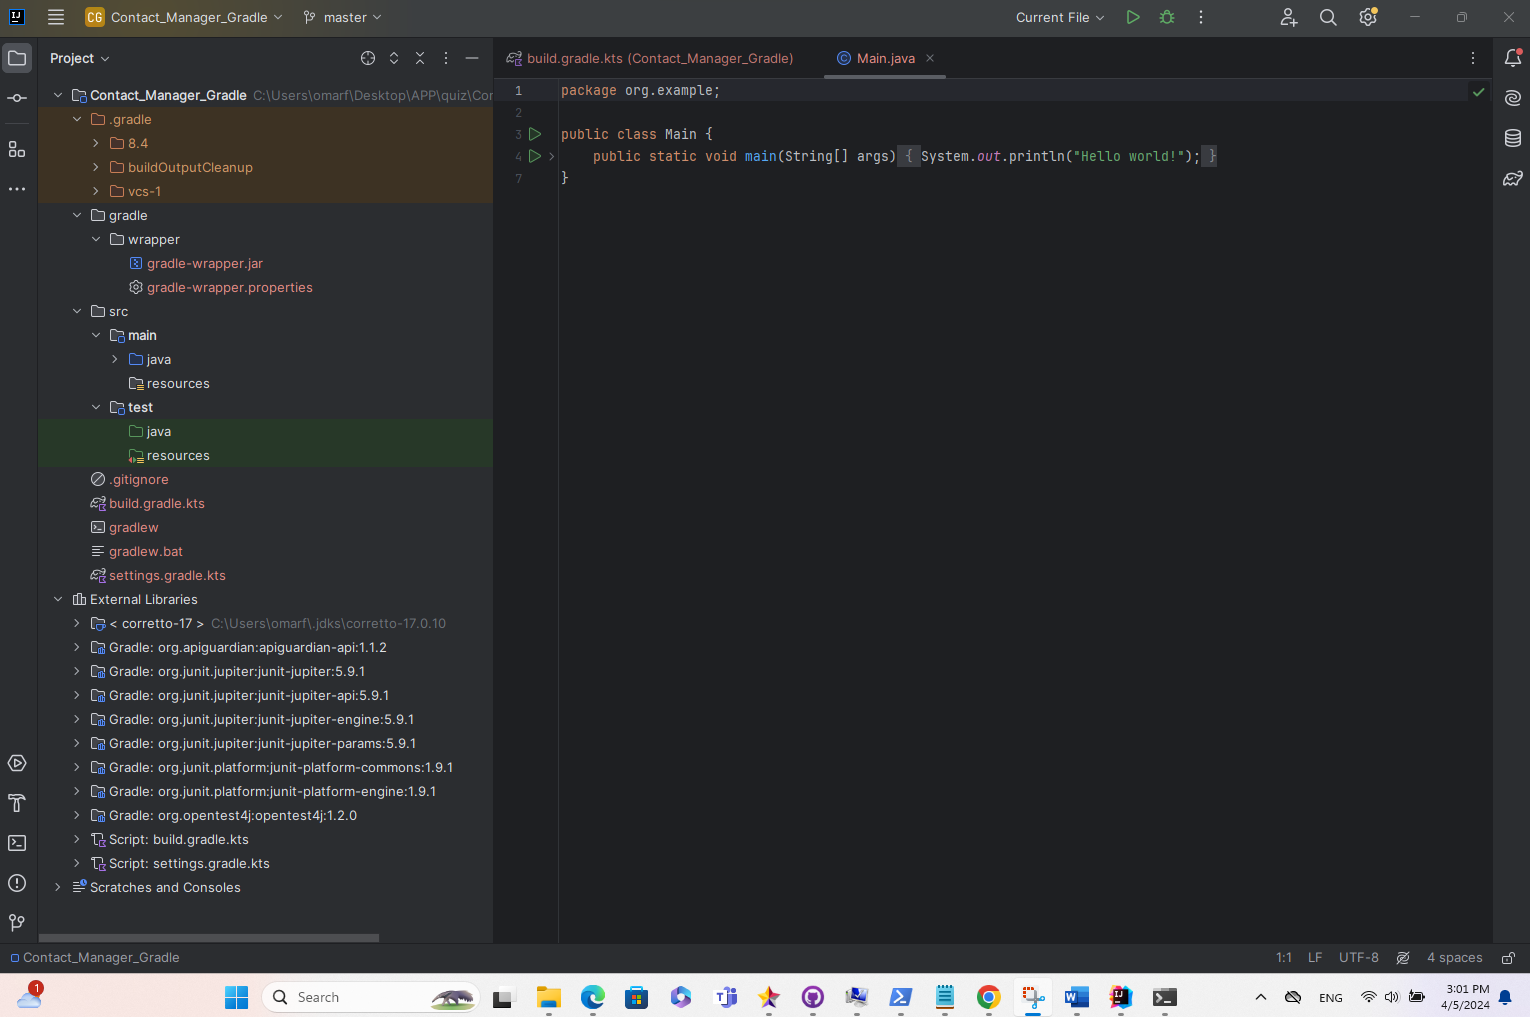 CG Contact_Manager_Gradle master Current File
Project
build.gradle.kts (Contact_Manager_Gradle) Main.java
Contact_Manager_Gradle C:\Users\omarf\Desktop\APP\quiz\Cor
.gradle
8.4
buildOutputCleanup
vcs-1
gradle
wrapper
gradle-wrapper.jar
gradle-wrapper.properties
src
main
java
resources
test
java
resources
.gitignore
build.gradle.kts
gradlew
gradlew.bat
settings.gradle.kts
External Libraries
< corretto-17 > C:\Users\omarf\.jdks\corretto-17.0.10
Gradle: org.apiguardian:apiguardian-api:1.1.2
Gradle: org.junit.jupiter:junit-jupiter:5.9.1
Gradle: org.junit.jupiter:junit-jupiter-api:5.9.1
Gradle: org.junit.jupiter:junit-jupiter-engine:5.9.1
Gradle: org.junit.jupiter:junit-jupiter-params:5.9.1
Gradle: org.junit.platform:junit-platform-commons:1.9.1
Gradle: org.junit.platform:junit-platform-engine:1.9.1
Gradle: org.opentest4j:opentest4j:1.2.0
Script: build.gradle.kts
Script: settings.gradle.kts
Scratches and Consoles
1 package org.example;
2
3 public class Main {
4 public static void main(String[] args) { System.out.println("Hello world!"); }
7 }
Contact_Manager_Gradle 1:1 LF UTF-8 4 spaces
1 Search ENG 3:01 PM
4/5/2024